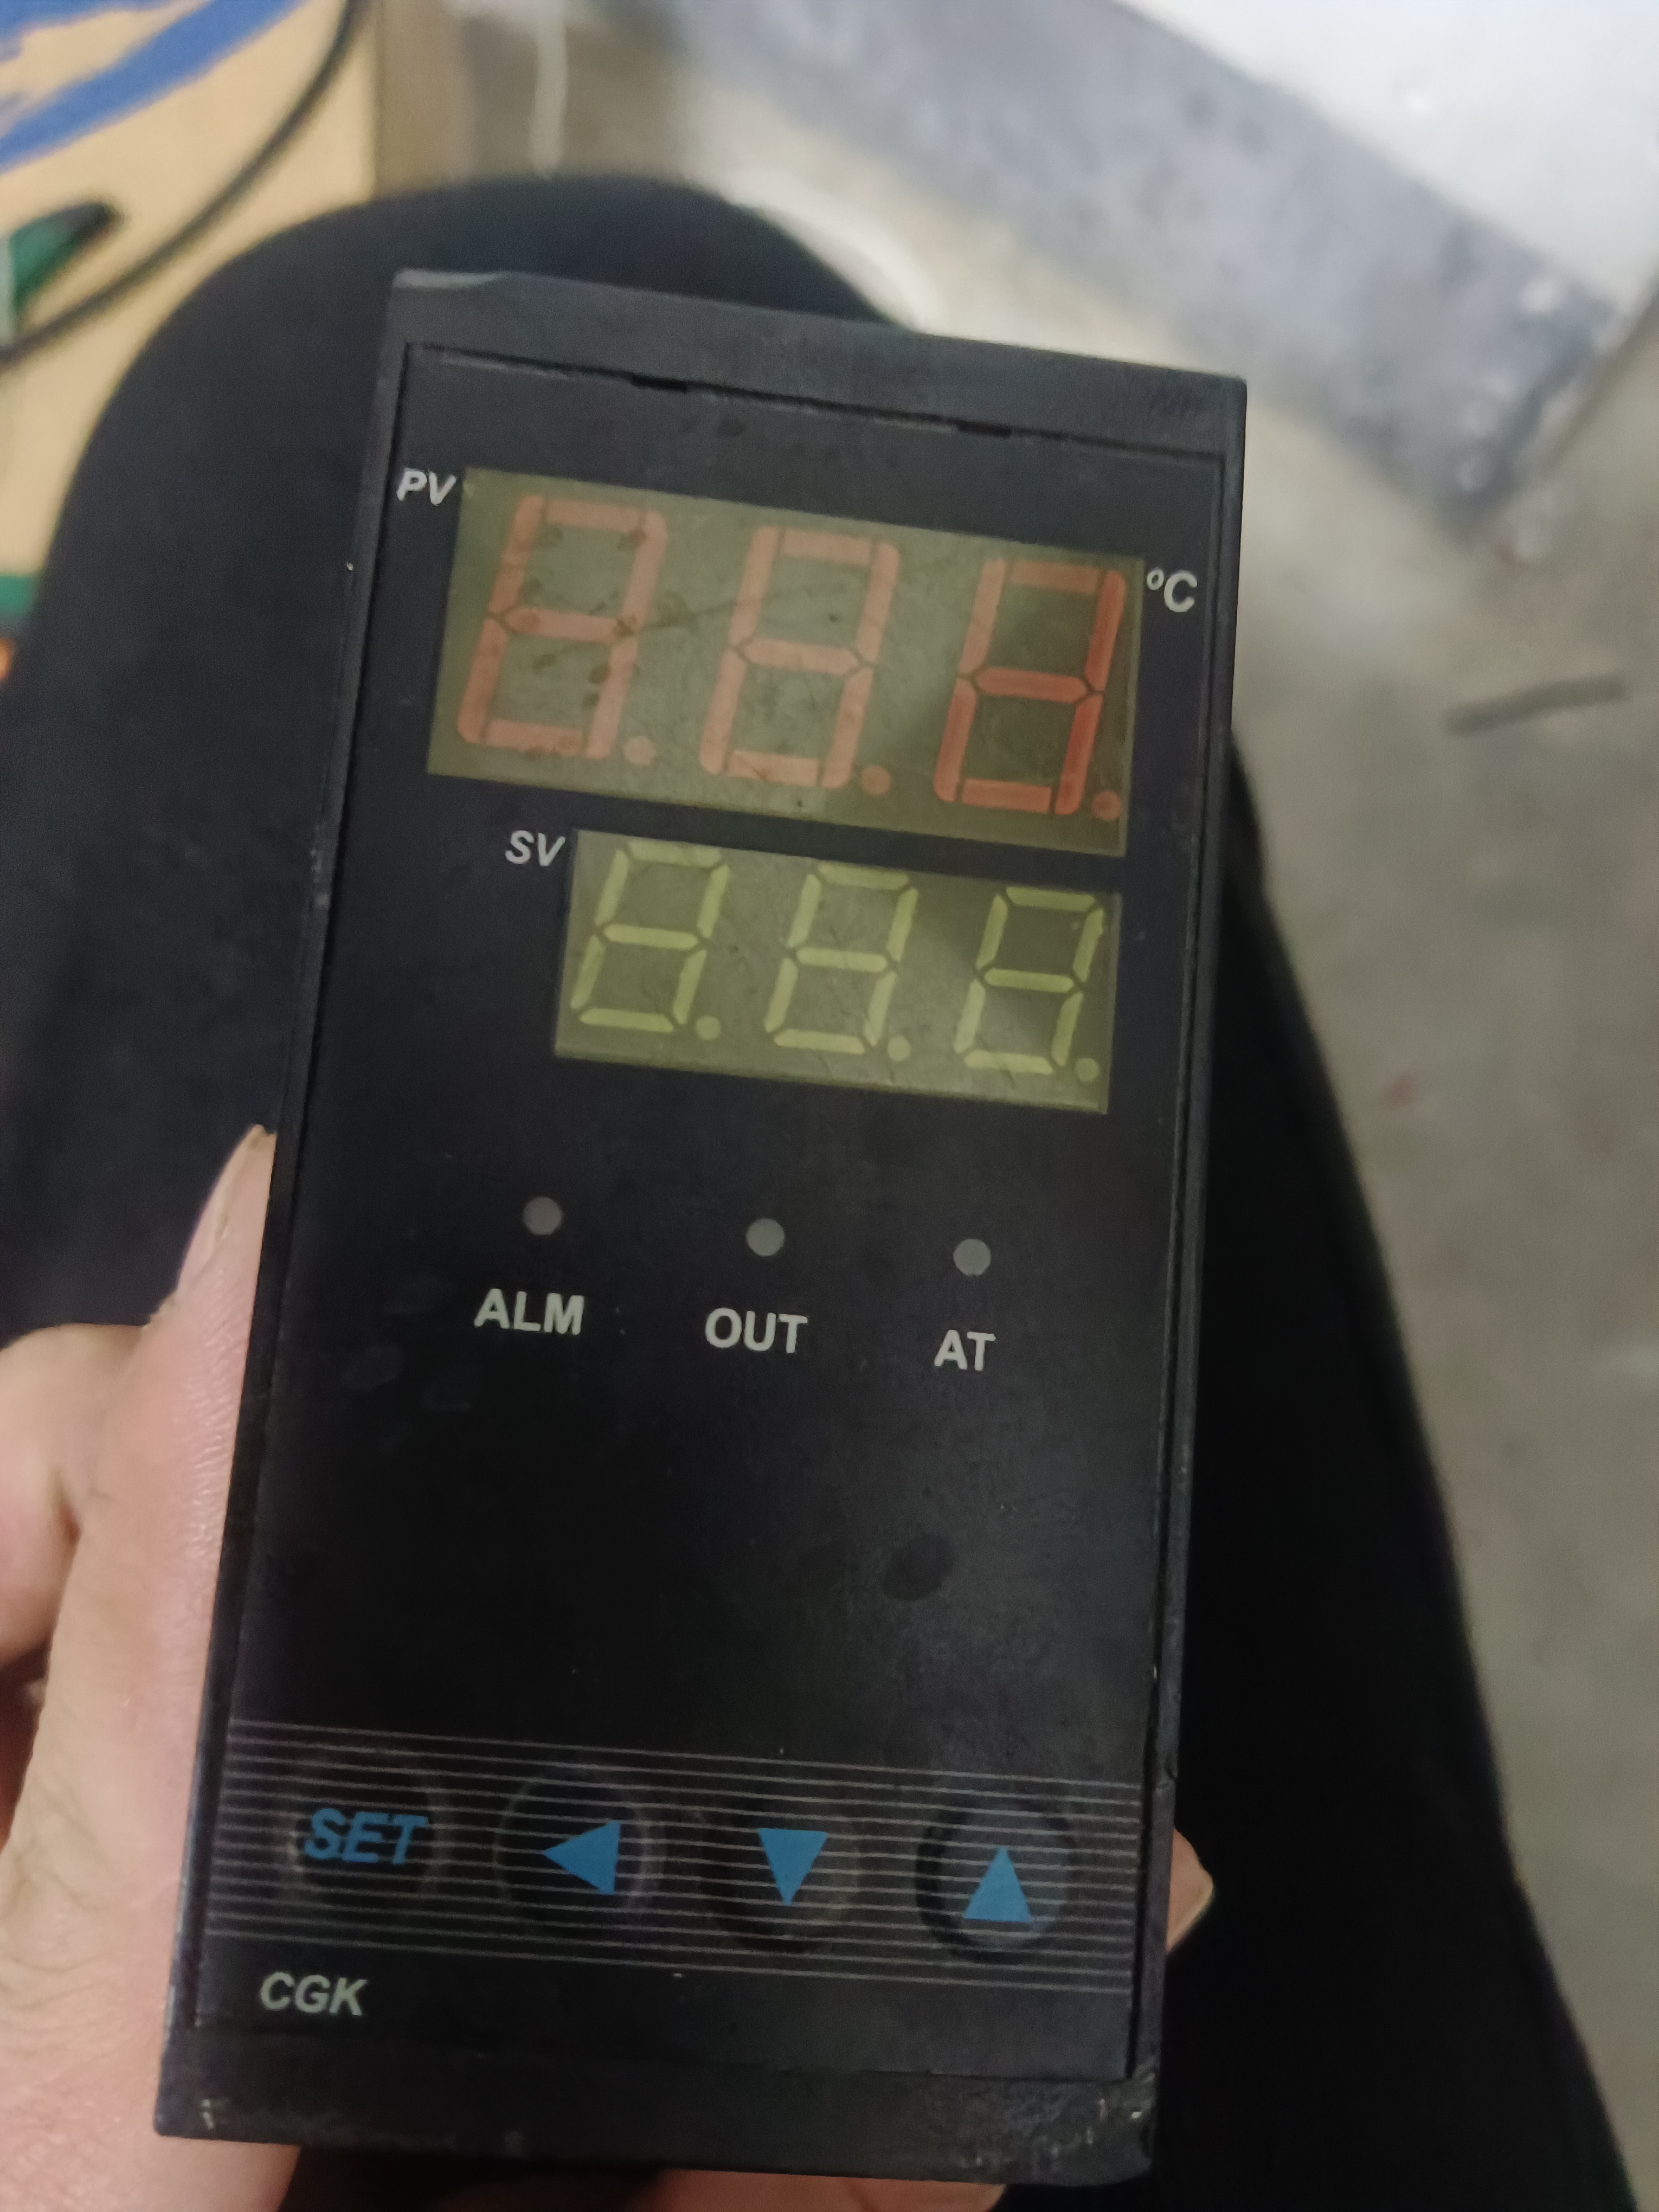 PV
°C
SV
ALM OUT AT
SET
CGK